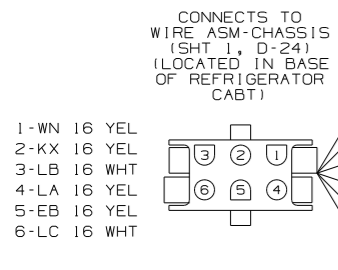 CONNECTS TO
WIRE ASM-CHASSIS
(SHT 1, D-24)
(LOCATED IN BASE
OF REFRIGERATOR
CABT)
1-WN 16 YEL
2-KX 16 YEL
3-LB 16 WHT
4-LA 16 YEL
5-EB 16 YEL
6-LC 16 WHT
3 2 1
6 5 4